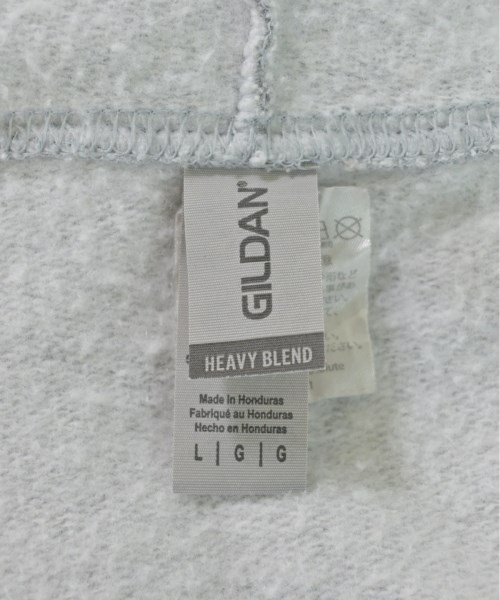 GILDAN®
HEAVY BLEND
Made in Honduras
Fabriqué au Honduras
Hecho en Honduras
L | G | G